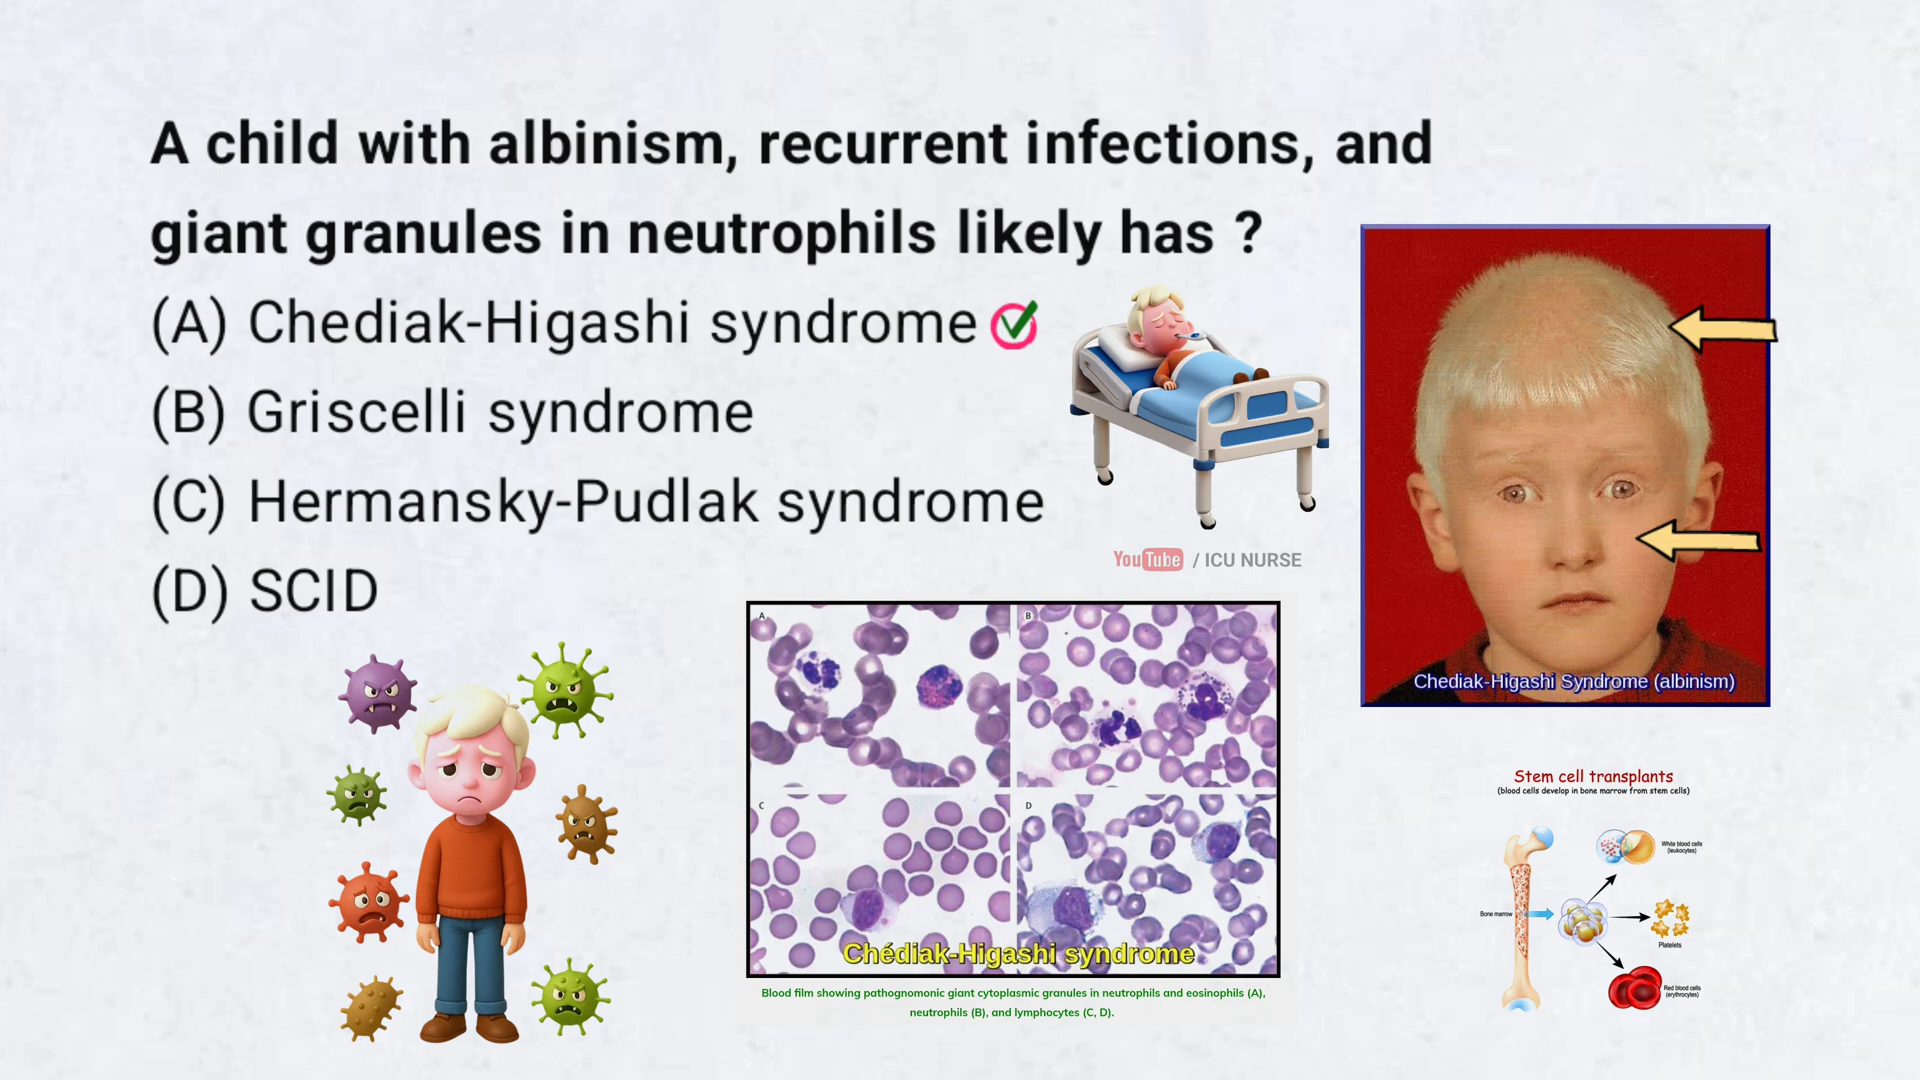 A child with albinism, recurrent infections, and
giant granules in neutrophils likely has ?
(A) Chediak-Higashi syndrome
(B) Griscelli syndrome
(C) Hermansky-Pudlak syndrome
(D) SCID
YouTube / ICU NURSE
Chediak-Higashi Syndrome (albinism)
A
B
C
D
Chédiak-Higashi syndrome
Blood film showing pathognomonic giant cytoplasmic granules in neutrophils and eosinophils (A),
neutrophils (B), and lymphocytes (C, D).
Stem cell transplants
(blood cells develop in bone marrow from stem cells)
White blood cells
(leukocytes)
Bone marrow
Platelets
Red blood cells
(erythrocytes)